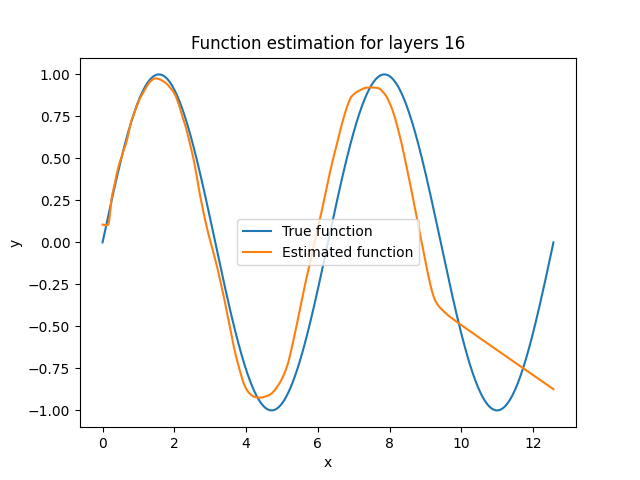 Function estimation for layers 16
1.00
0.75
0.50
0.25
0.00
−0.25
−0.50
−0.75
−1.00
y
True function
Estimated function
0 2 4 6 8 10 12
x